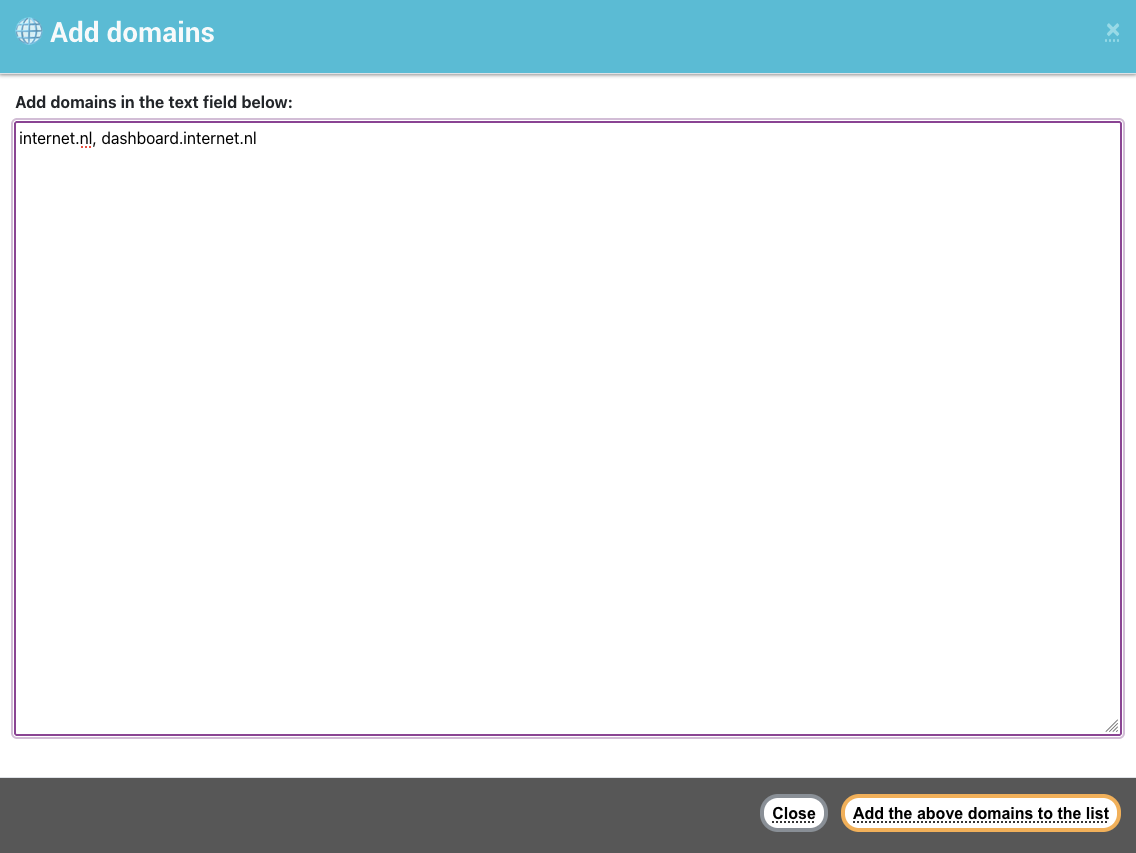 Add domains
×
Add domains in the text field below:
internet.nl, dashboard.internet.nl
Close
Add the above domains to the list